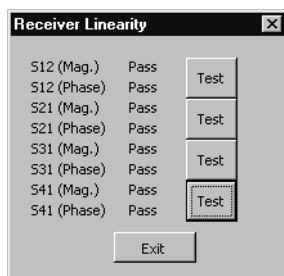 Receiver Linearity
S12 (Mag.) Pass
S12 (Phase) Pass
Test
S21 (Mag.) Pass
S21 (Phase) Pass
Test
S31 (Mag.) Pass
S31 (Phase) Pass
Test
S41 (Mag.) Pass
S41 (Phase) Pass
Test
Exit